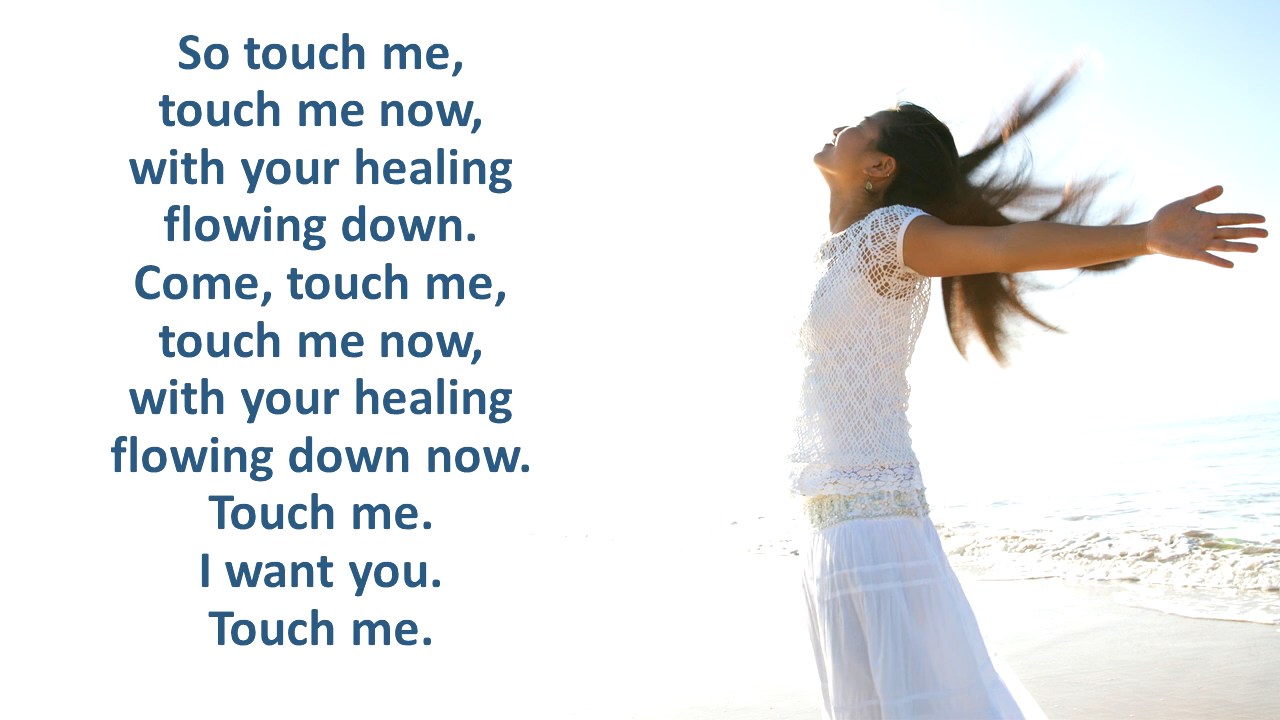 So touch me,
touch me now,
with your healing
flowing down.
Come, touch me,
touch me now,
with your healing
flowing down now.
Touch me.
I want you.
Touch me.